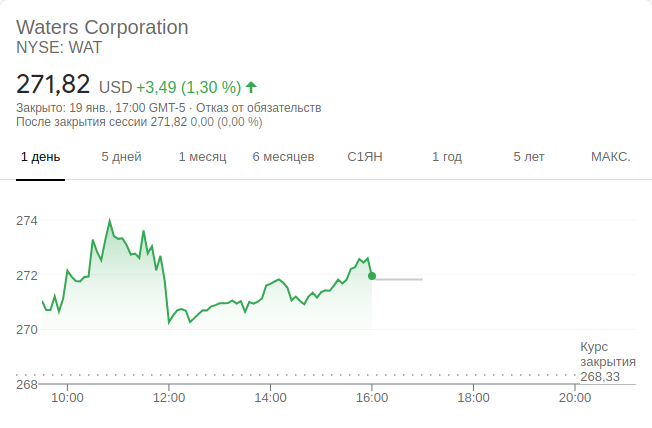 Waters Corporation
NYSE: WAT
271,82 USD +3,49 (1,30 %)
Закрыто: 19 янв., 17:00 GMT-5 · Отказ от обязательств
После закрытия сессии 271,82 0,00 (0,00 %)
1 день 5 дней 1 месяц 6 месяцев С1ЯН 1 год 5 лет МАКС.
274
272
270
Курс
закрытия
268,33
268
10:00 12:00 14:00 16:00 18:00 20:00